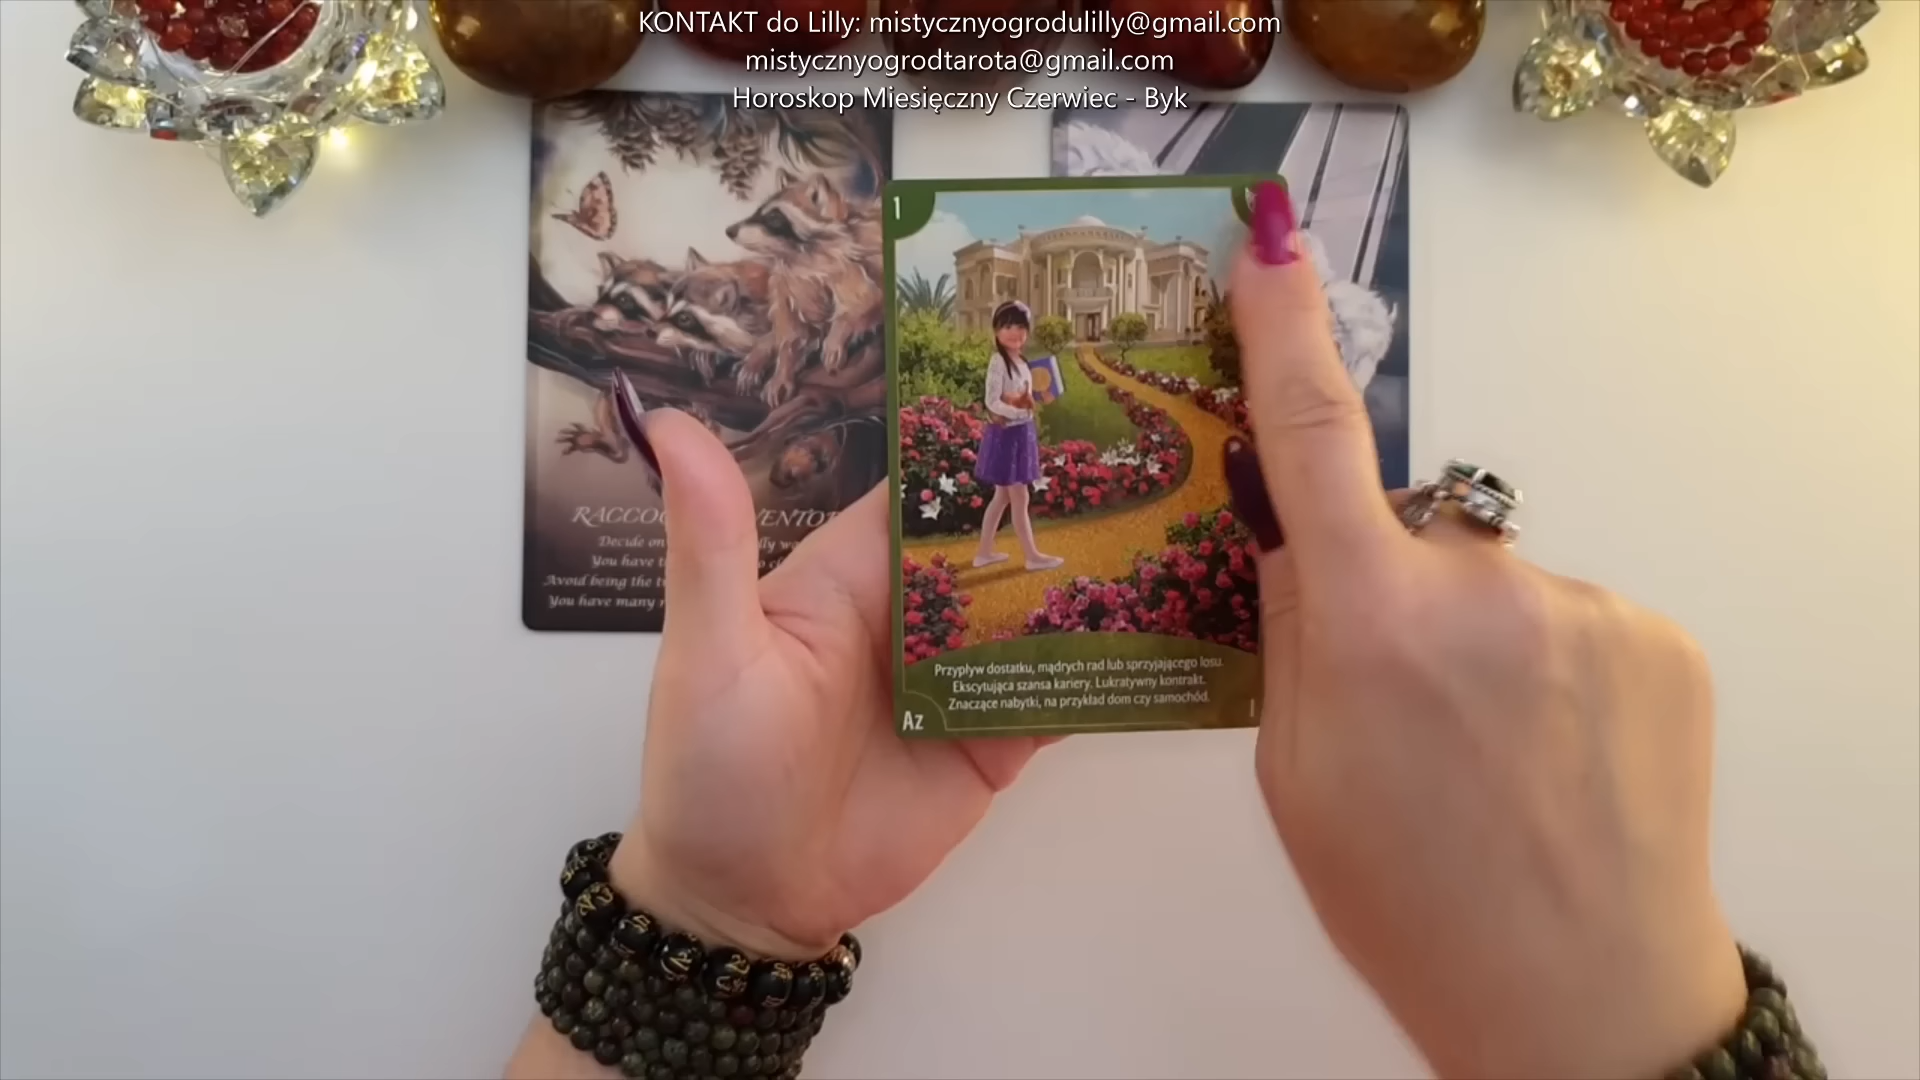 KONTAKT do Lilly: mistycznyogrodulilly@gmail.com
mistycznyogrodtarota@gmail.com
Horoskop Miesięczny Czerwiec - Byk
1
Przypływ dostatku, mądrych rad lub sprzyjającego losu.
Ekscytująca szansa kariery. Lukratywny kontrakt.
Znaczące nabytki, na przykład dom czy samochód.
Az
Decide on
You have
Avoid being the
You have many